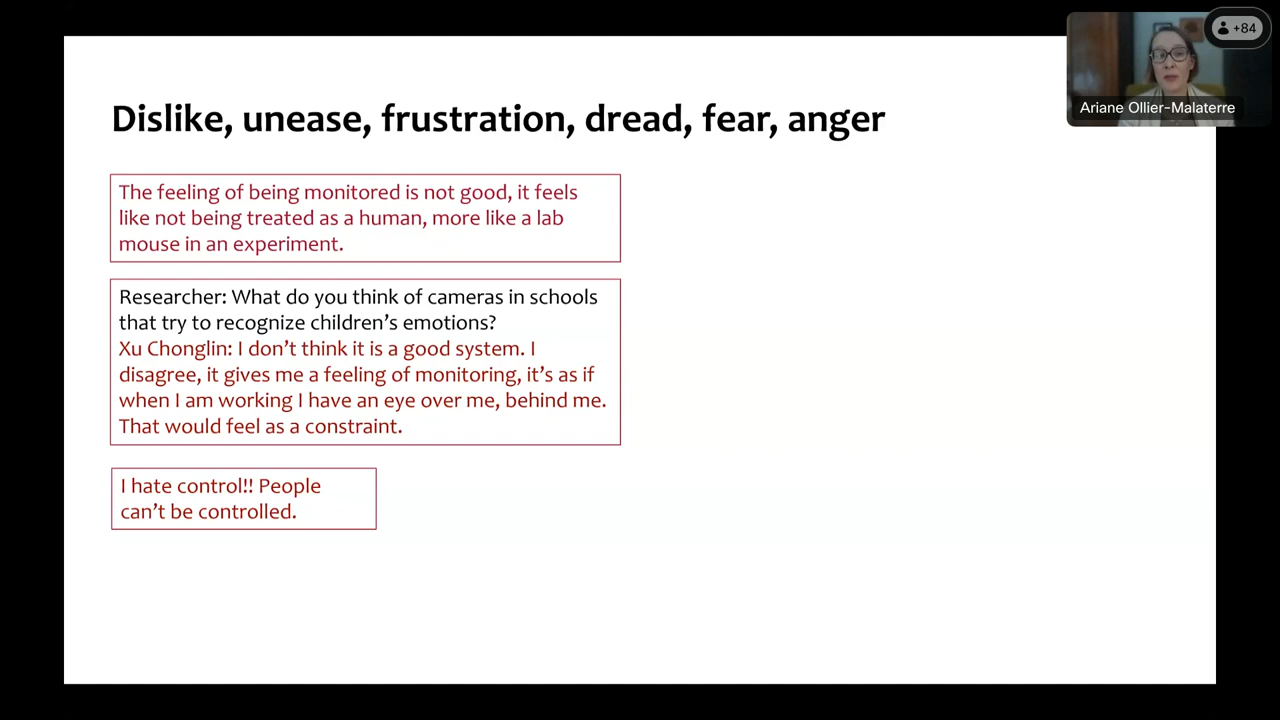 +84
Ariane Ollier-Malaterre
Dislike, unease, frustration, dread, fear, anger
The feeling of being monitored is not good, it feels
like not being treated as a human, more like a lab
mouse in an experiment.
Researcher: What do you think of cameras in schools
that try to recognize children’s emotions?
Xu Chonglin: I don’t think it is a good system. I
disagree, it gives me a feeling of monitoring, it’s as if
when I am working I have an eye over me, behind me.
That would feel as a constraint.
I hate control!! People
can’t be controlled.